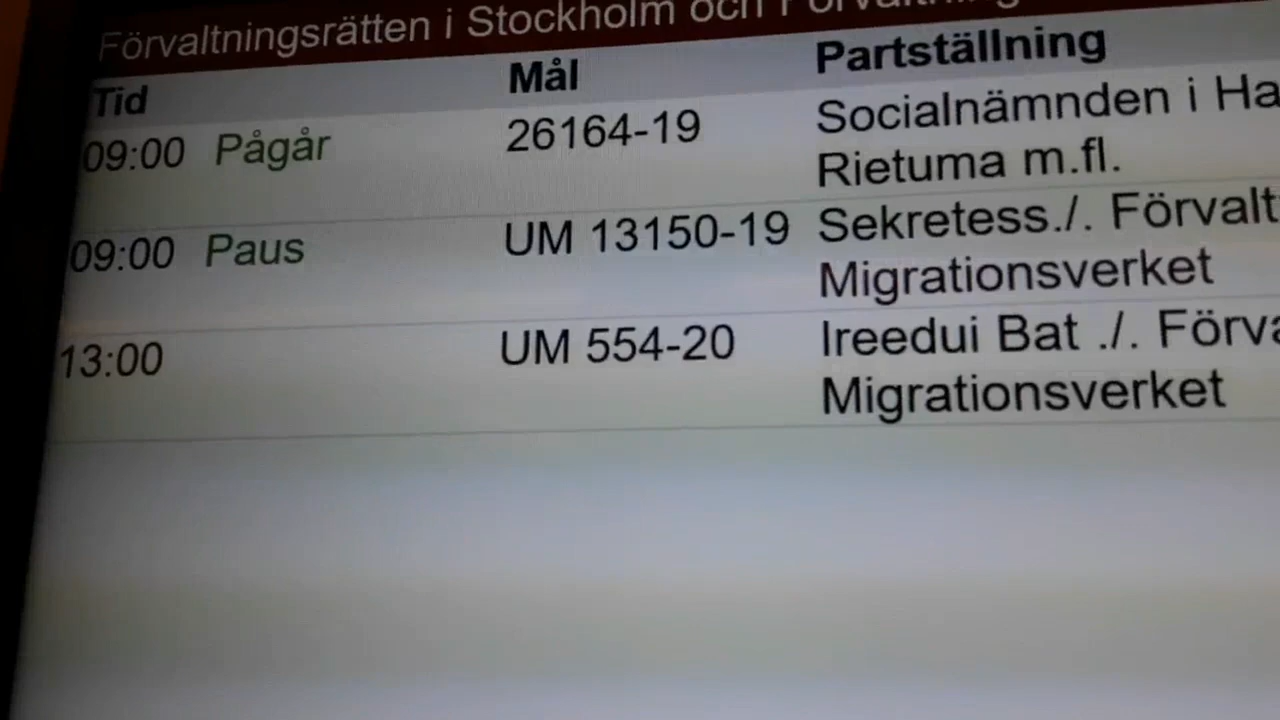 Förvaltningsrätten i Stockholm och Förvaltning
Tid Mål Partställning
09:00 Pågår 26164-19 Socialnämnden i Ha
Rietuma m.fl.
09:00 Paus UM 13150-19 Sekretess./. Förvalt
Migrationsverket
13:00 UM 554-20 Ireedui Bat ./. Förva
Migrationsverket